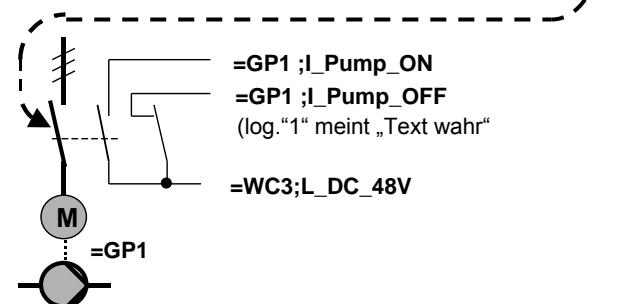 =GP1 ;I_Pump_ON
=GP1 ;I_Pump_OFF
(log.“1“ meint „Text wahr“
=WC3;L_DC_48V
M
=GP1